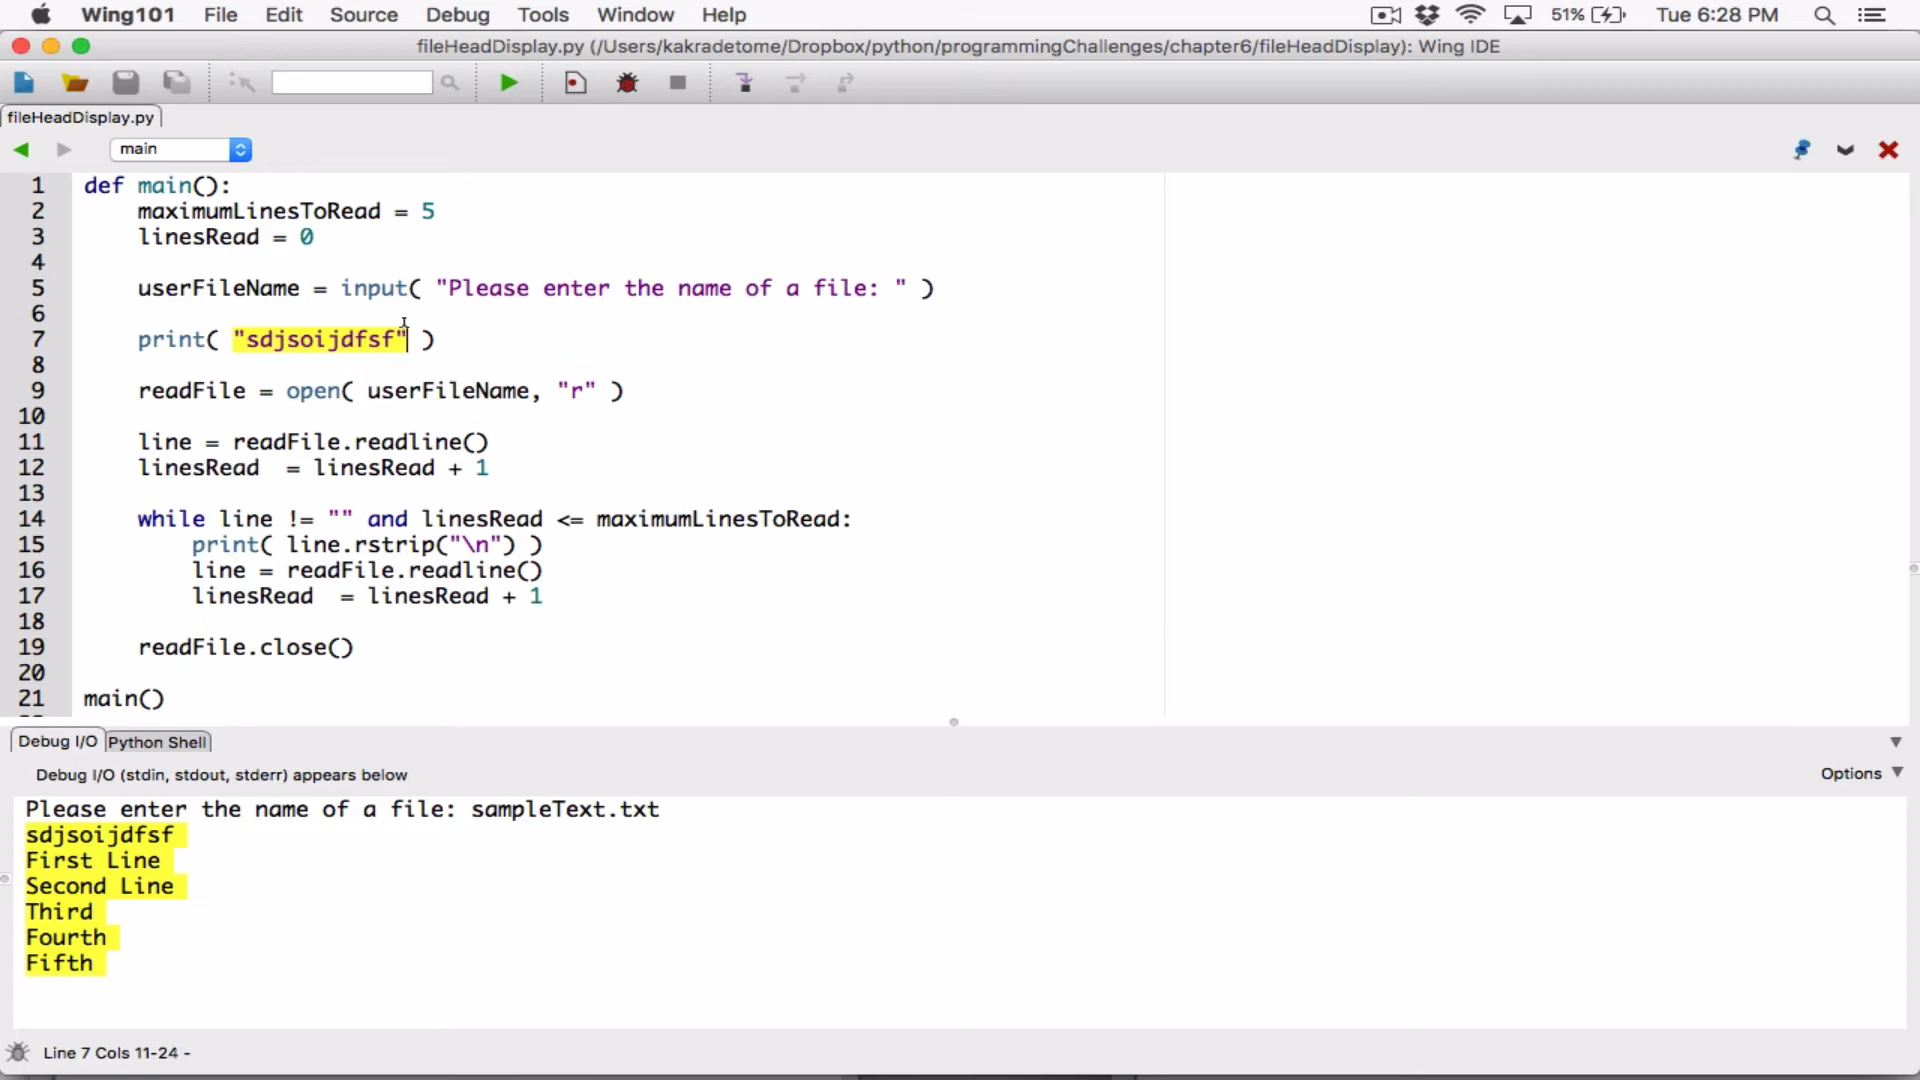 Wing101 File Edit Source Debug Tools Window Help 51% Tue 6:28 PM
fileHeadDisplay.py (/Users/kakradetome/Dropbox/python/programmingChallenges/chapter6/fileHeadDisplay): Wing IDE
fileHeadDisplay.py
main
1 def main():
2     maximumLinesToRead = 5
3     linesRead = 0
4
5     userFileName = input( "Please enter the name of a file: " )
6
7     print( "sdjsoijdfsf" )
8
9     readFile = open( userFileName, "r" )
10
11     line = readFile.readline()
12     linesRead  = linesRead + 1
13
14     while line != "" and linesRead <= maximumLinesToRead:
15         print( line.rstrip("\n") )
16         line = readFile.readline()
17         linesRead  = linesRead + 1
18
19     readFile.close()
20
21 main()
Debug I/O Python Shell
Debug I/O (stdin, stdout, stderr) appears below Options
Please enter the name of a file: sampleText.txt
sdjsoijdfsf
First Line
Second Line
Third
Fourth
Fifth
Line 7 Cols 11-24 -